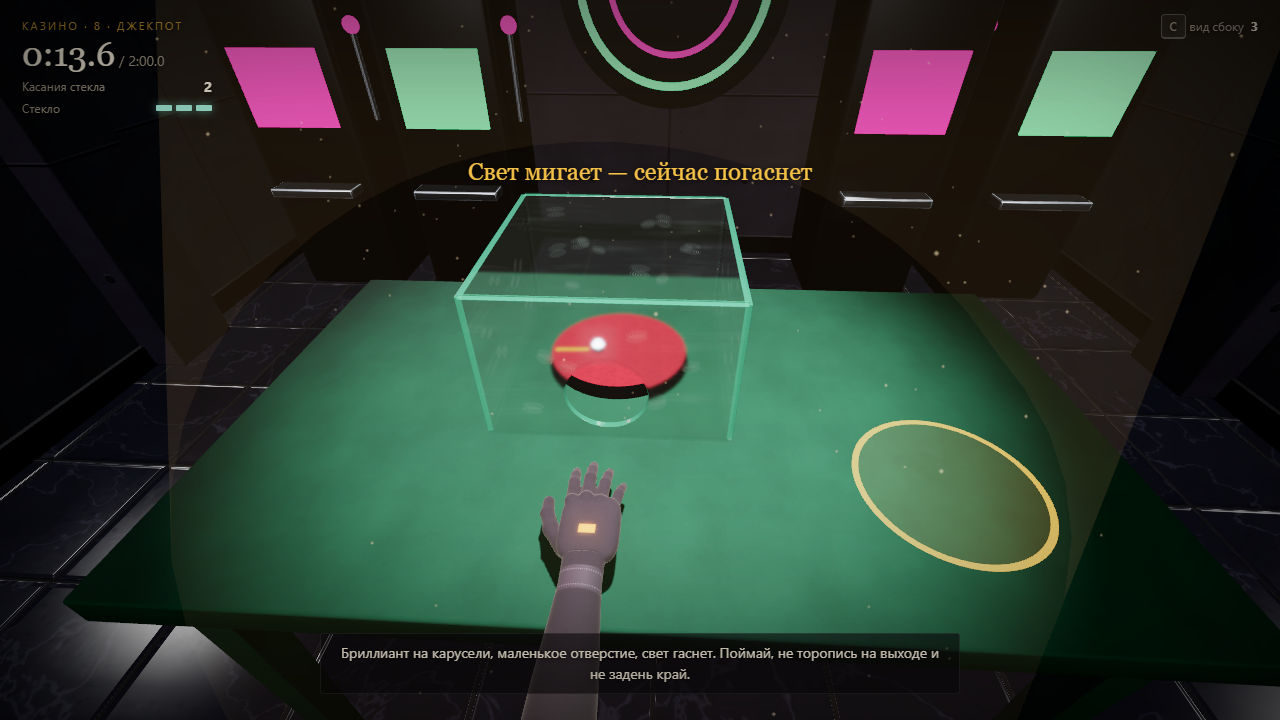 КАЗИНО · 8 · ДЖЕКПОТ
0:13.6 / 2:00.0
Касания стекла 2
Стекло
C вид сбоку 3
Свет мигает — сейчас погаснет
Бриллиант на карусели, маленькое отверстие, свет гаснет. Поймай, не торопись на выходе и
не задень край.